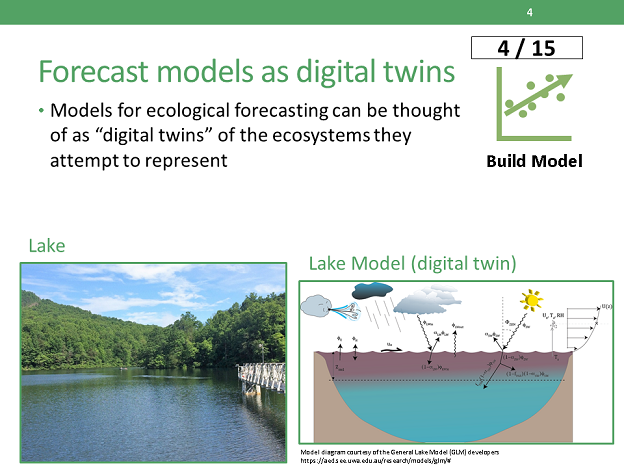 4
4 / 15
Forecast models as digital twins
• Models for ecological forecasting can be thought
of as “digital twins” of the ecosystems they
attempt to represent
Build Model
Lake
Lake Model (digital twin)
U(z)
Model diagram courtesy of the General Lake Model (GLM) developers
https://aed.see.uwa.edu.au/research/models/glm/#